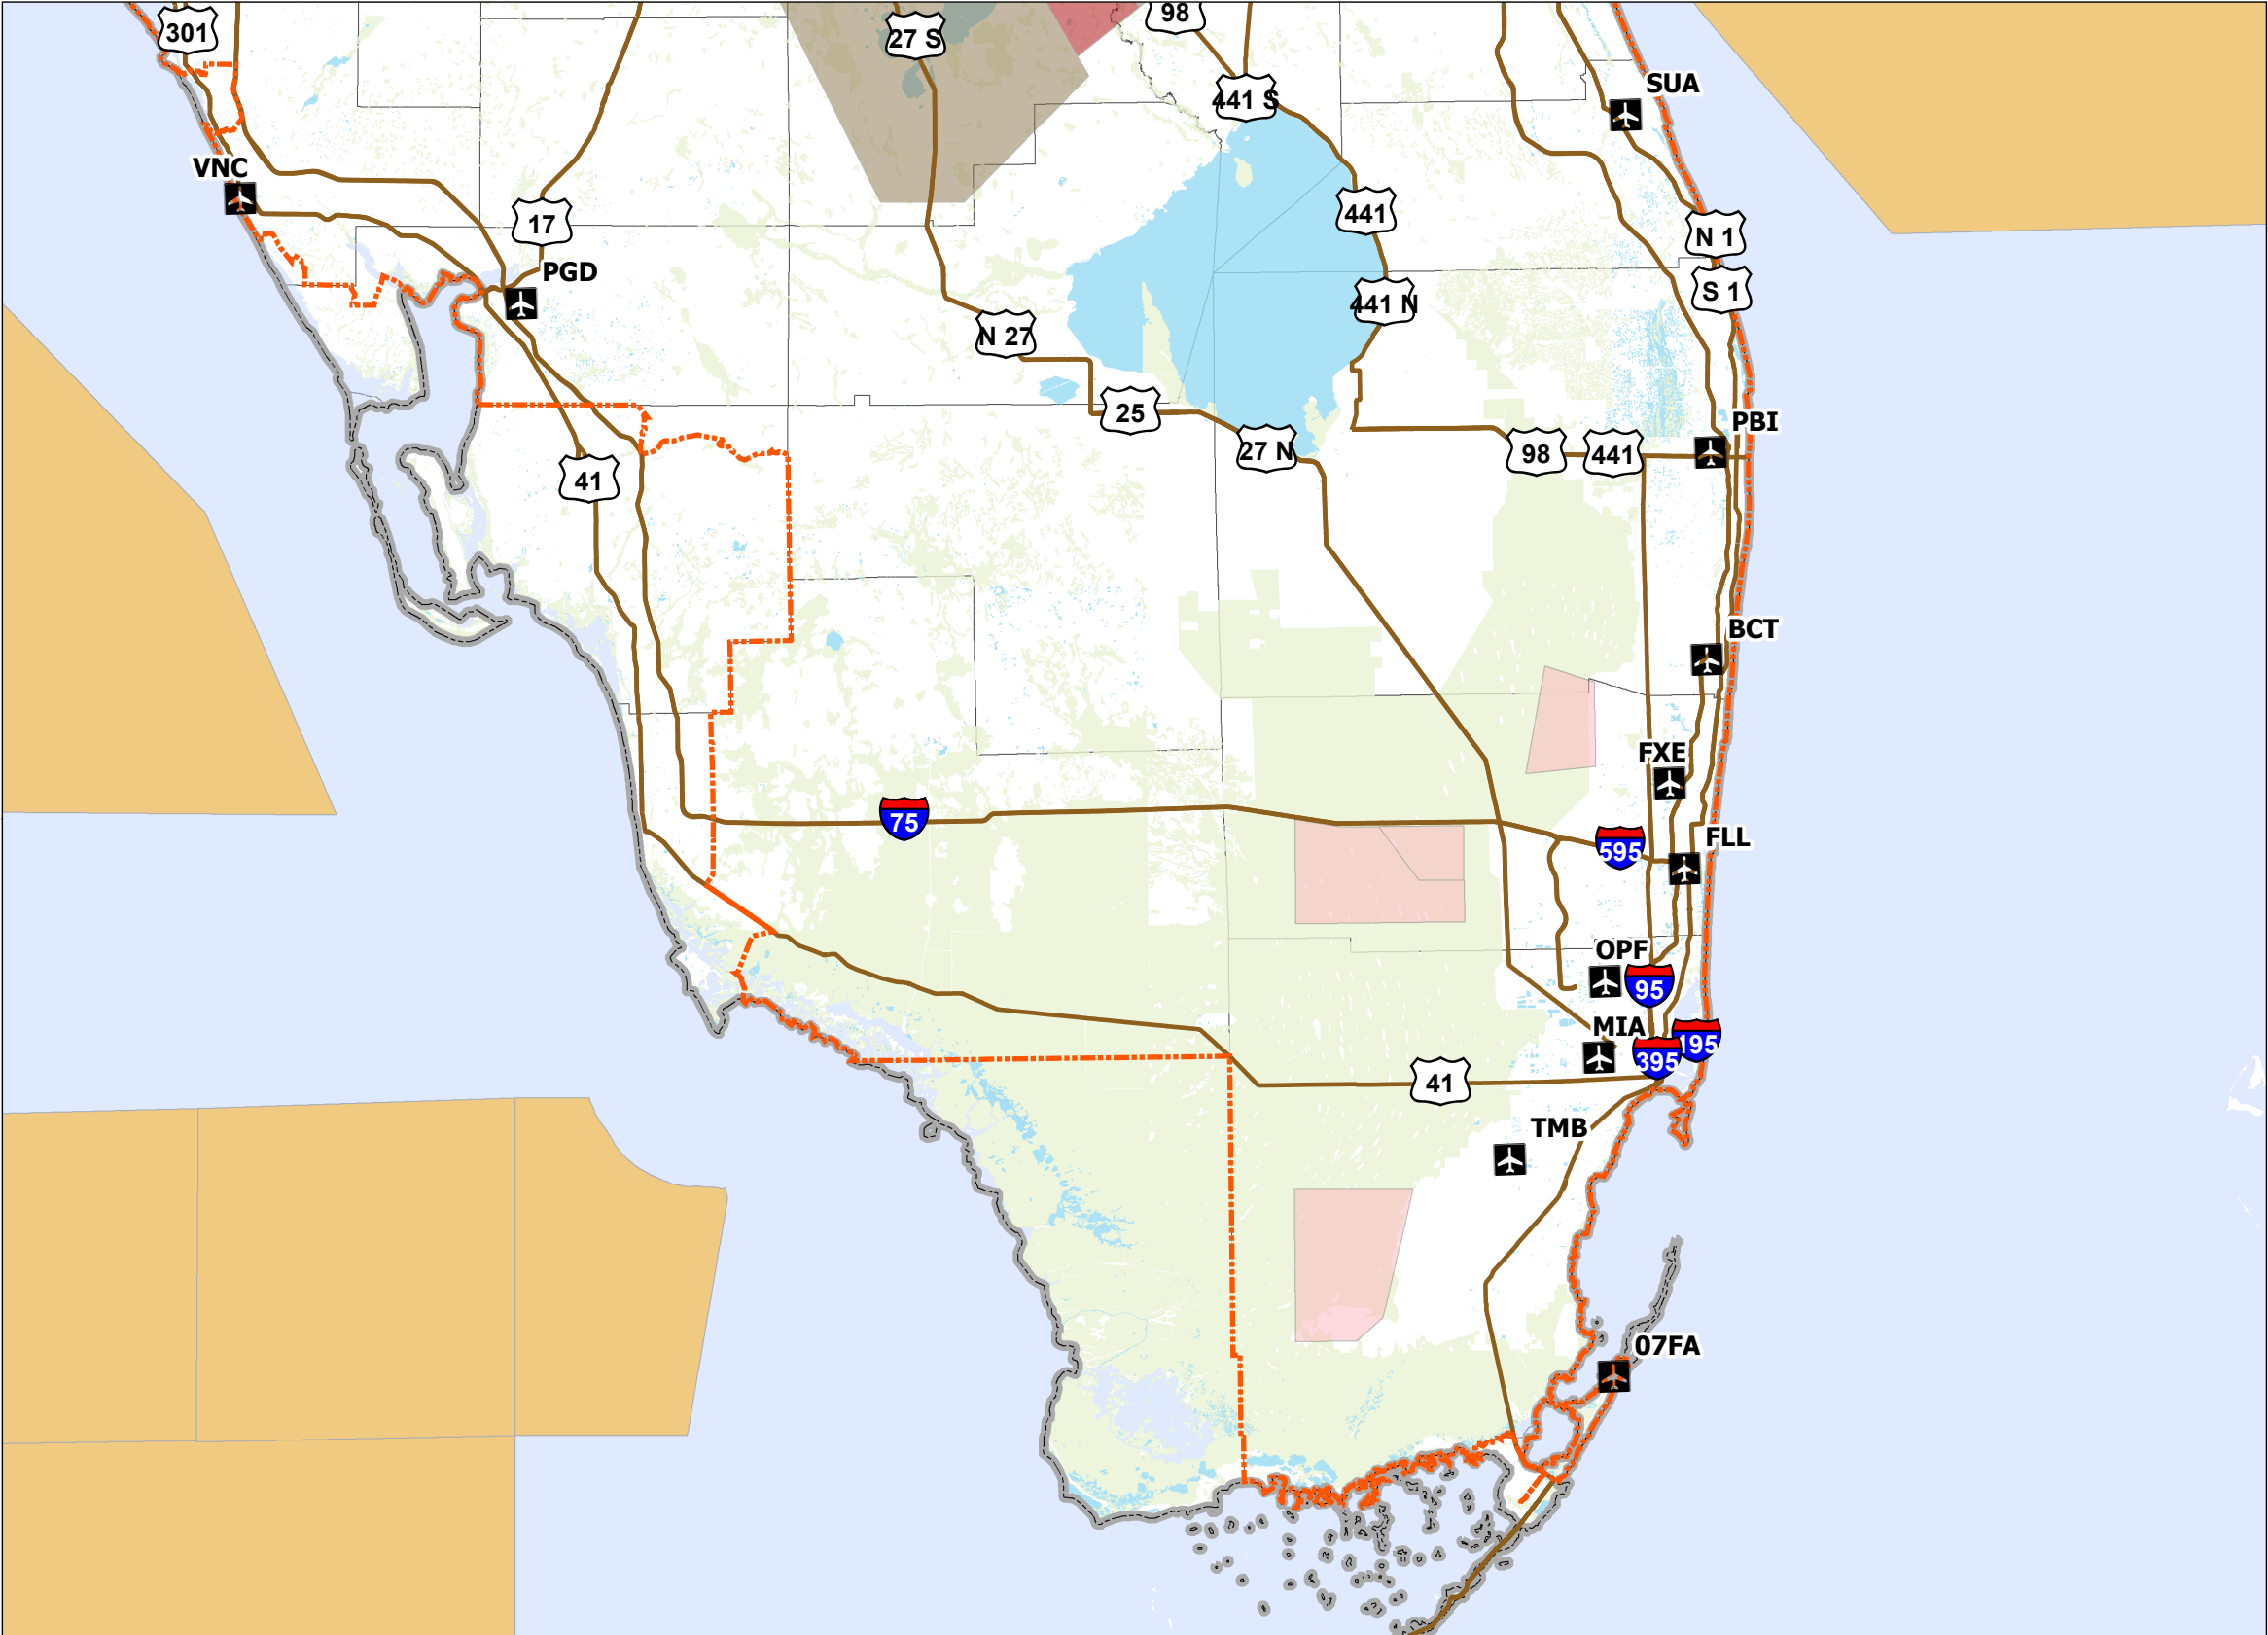 98
301
27 S
SUA
441 S
VNC
441
17
N 1
PGD
S 1
441 N
N 27
25
PBI
27 N
98
441
41
BCT
FXE
75
FLL
595
OPF
95
MIA
195
395
41
TMB
07FA